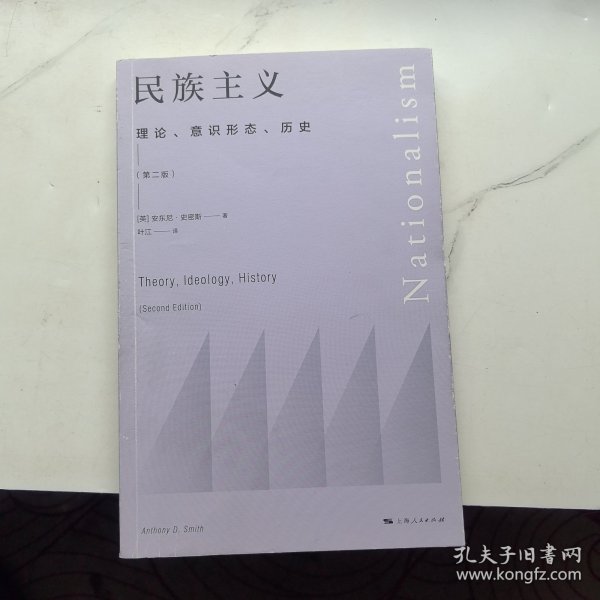 民族主义
理论、意识形态、历史
(第二版)
[英]安东尼·史密斯——著
叶江——译
Nationalism
Theory, Ideology, History
(Second Edition)
Anthony D. Smith
上海人民出版社
孔夫子旧书网
www.kongfz.com